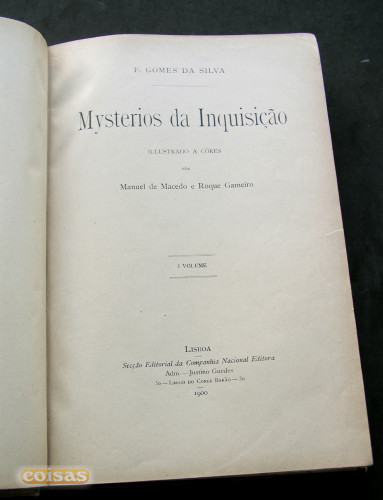 F. GOMES DA SILVA
Mysterios da Inquisição
ILLUSTRADO A CÔRES
POR
Manuel de Macedo e Roque Gameiro
I VOLUME
LISBOA
Secção Editorial da Companhia Nacional Editora
Adm. — Justino Guedes
50 — LARGO DO CONDE BARÃO — 50
1900
coisas